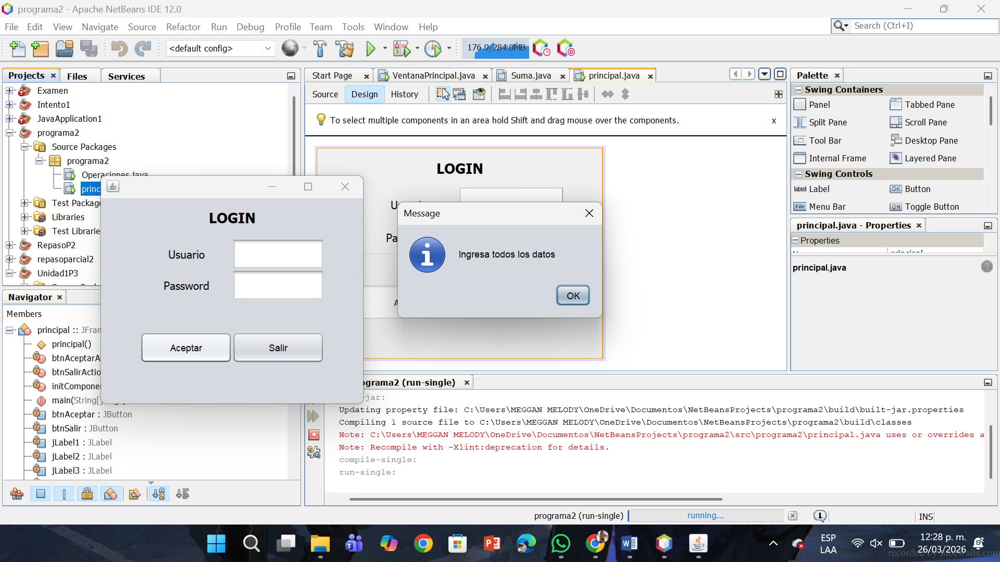 programa2 - Apache NetBeans IDE 12.0
File Edit View Navigate Source Refactor Run Debug Profile Team Tools Window Help
Search (Ctrl+I)
<default config>
176.9/284.0MB
Projects Files Services
Examen
Intento1
JavaApplication1
programa2
Source Packages
programa2
Operaciones.java
princ
Test Package
Libraries
Test Librarie
RepasoP2
repasoparcial2
Unidad1P3
Navigator
Members
principal :: JFran
principal()
btnAceptarA
btnSalirActio
initComponen
main(String[]
btnAceptar : JButton
btnSalir : JButton
jLabel1 : JLabel
jLabel2 : JLabel
jLabel3 : JLabel
Start Page VentanaPrincipal.java Suma.java principal.java
Source Design History
To select multiple components in an area hold Shift and drag mouse over the components. x
LOGIN
Pa
A
LOGIN
Usuario
Password
Aceptar Salir
Message
Ingresa todos los datos
OK
Palette
Swing Containers
Panel Tabbed Pane
Split Pane Scroll Pane
Tool Bar Desktop Pane
Internal Frame Layered Pane
Swing Controls
label Label OK Button
File Menu Bar ON Toggle Button
principal.java - Properties
Properties
principal.java
ograma2 (run-single)
-jar:
Updating property file: C:\Users\MEGGAN MELODY\OneDrive\Documentos\NetBeansProjects\programa2\build\built-jar.properties
Compiling 1 source file to C:\Users\MEGGAN MELODY\OneDrive\Documentos\NetBeansProjects\programa2\build\classes
Note: C:\Users\MEGGAN MELODY\OneDrive\Documentos\NetBeansProjects\programa2\src\programa2\principal.java uses or overrides a
Note: Recompile with -Xlint:deprecation for details.
compile-single:
run-single:
programa2 (run-single) running... INS
ESP
LAA
12:28 p. m.
26/03/2026
recorded by moewalls.com